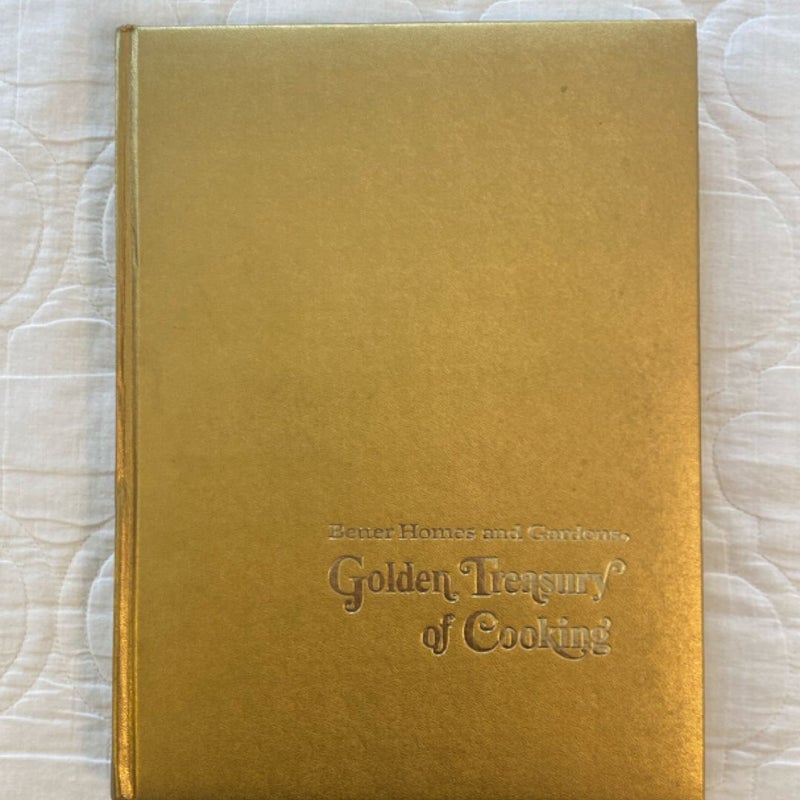 Better Homes and Gardens®
Golden Treasury
of Cooking